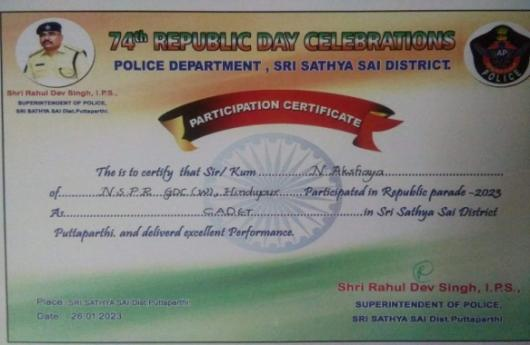 74th REPUBLIC DAY CELEBRATIONS
POLICE DEPARTMENT , SRI SATHYA SAI DISTRICT.
AP
POLICE
Shri Rahul Dev Singh, I.P.S.,
SUPERINTENDENT OF POLICE,
SRI SATHYA SAI Dist.Puttaparthi.
PARTICIPATION CERTIFICATE
The is to certify that Sir/ Kum ............N. Akshaya............
of.........N.S.P.R. GDC (W)., Hindupur.....Participated in Republic parade -2023
As............CADET............in Sri Sathya Sai District
Puttaparthi. and deliverd excellent Performance.
Shri Rahul Dev Singh, I.P.S.,
SUPERINTENDENT OF POLICE,
SRI SATHYA SAI Dist.Puttaparthi.
Place :SRI SATHYA SAI Dist.Puttaparthi.
Date : 26.01.2023